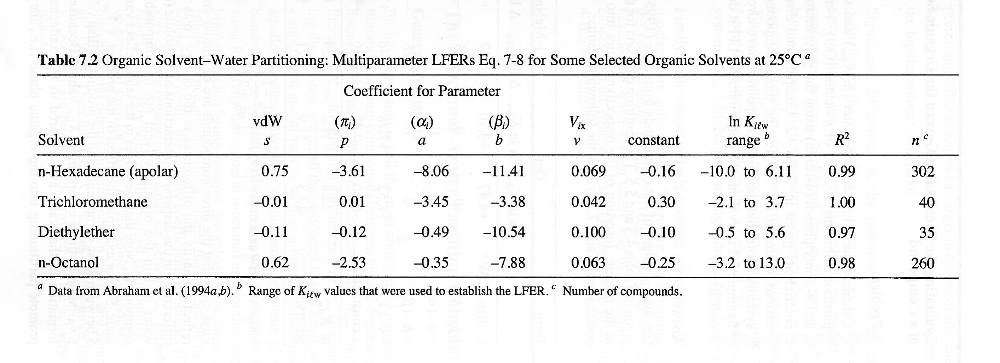 Table 7.2 Organic Solvent–Water Partitioning: Multiparameter LFERs Eq. 7-8 for Some Selected Organic Solvents at 25°C a
Coefficient for Parameter
vdW (πi) (αi) (βi) Vix ln Kiℓw
Solvent s p a b v constant range b R² n c
n-Hexadecane (apolar) 0.75 –3.61 –8.06 –11.41 0.069 –0.16 –10.0 to 6.11 0.99 302
Trichloromethane –0.01 0.01 –3.45 –3.38 0.042 0.30 –2.1 to 3.7 1.00 40
Diethylether –0.11 –0.12 –0.49 –10.54 0.100 –0.10 –0.5 to 5.6 0.97 35
n-Octanol 0.62 –2.53 –0.35 –7.88 0.063 –0.25 –3.2 to 13.0 0.98 260
a Data from Abraham et al. (1994a,b). b Range of Kiℓw values that were used to establish the LFER. c Number of compounds.